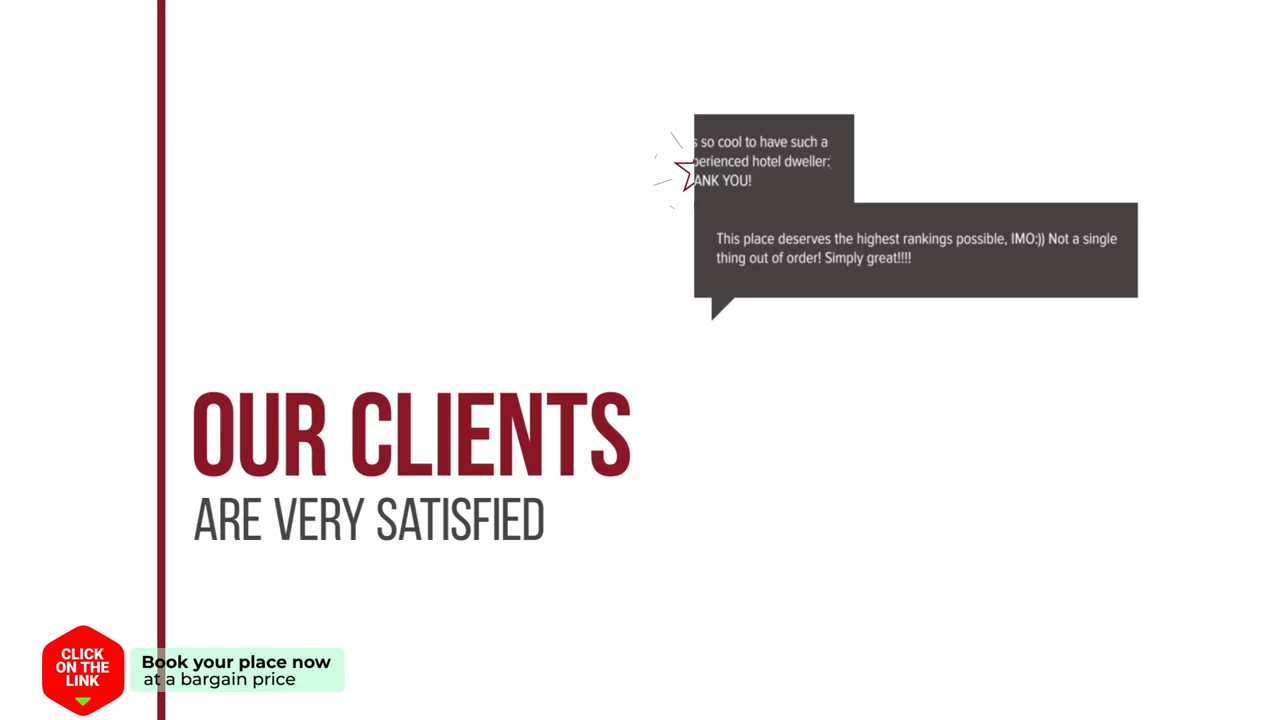 so cool to have such a
hotel dweller:
YOU!
This place deserves the highest rankings possible, IMO:)) Not a single
thing out of order! Simply great!!!!
OUR CLIENTS
ARE VERY SATISFIED
CLICK
ON THE
LINK
Book your place now
at a bargain price